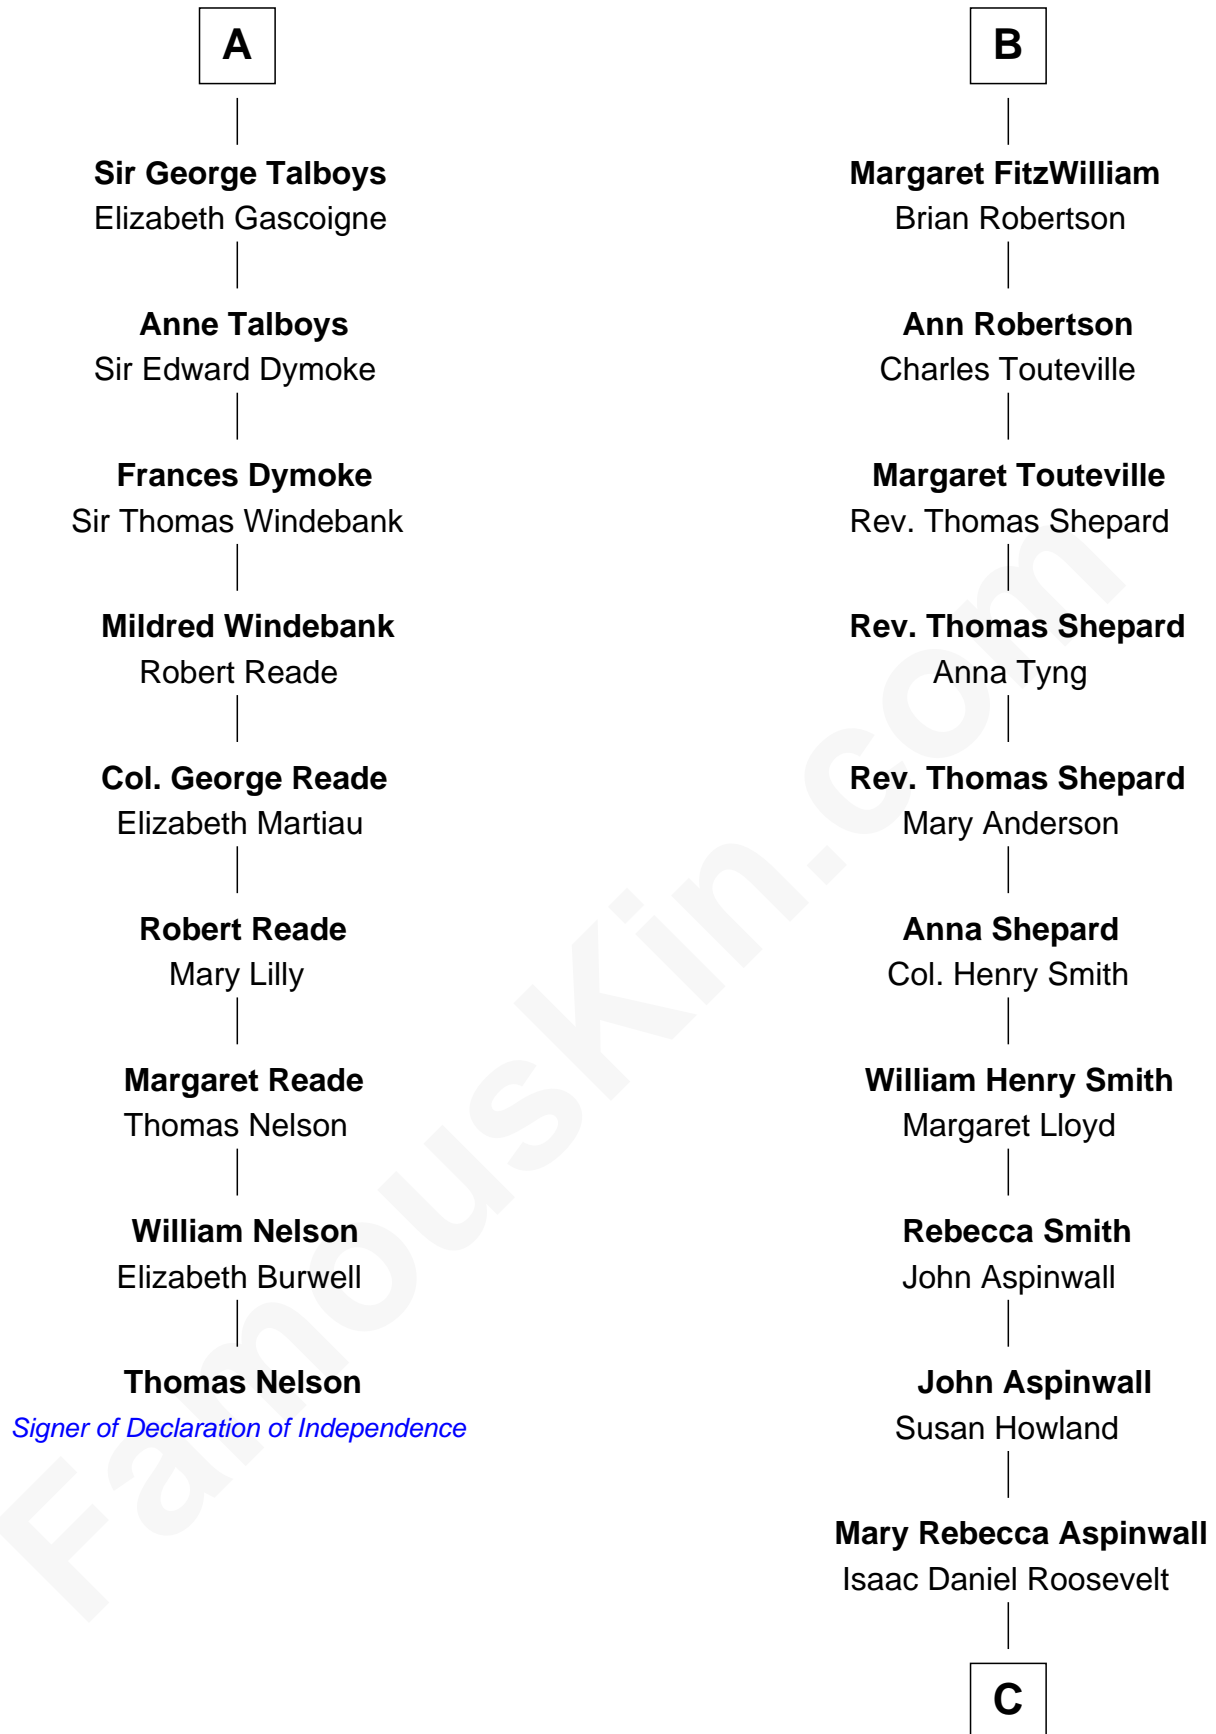 A
Sir George Talboys
Elizabeth Gascoigne
Anne Talboys
Sir Edward Dymoke
Frances Dymoke
Sir Thomas Windebank
Mildred Windebank
Robert Reade
Col. George Reade
Elizabeth Martiau
Robert Reade
Mary Lilly
Margaret Reade
Thomas Nelson
William Nelson
Elizabeth Burwell
Thomas Nelson
Signer of Declaration of Independence
B
Margaret FitzWilliam
Brian Robertson
Ann Robertson
Charles Touteville
Margaret Touteville
Rev. Thomas Shepard
Rev. Thomas Shepard
Anna Tyng
Rev. Thomas Shepard
Mary Anderson
Anna Shepard
Col. Henry Smith
William Henry Smith
Margaret Lloyd
Rebecca Smith
John Aspinwall
John Aspinwall
Susan Howland
Mary Rebecca Aspinwall
Isaac Daniel Roosevelt
C
FamousKin.com